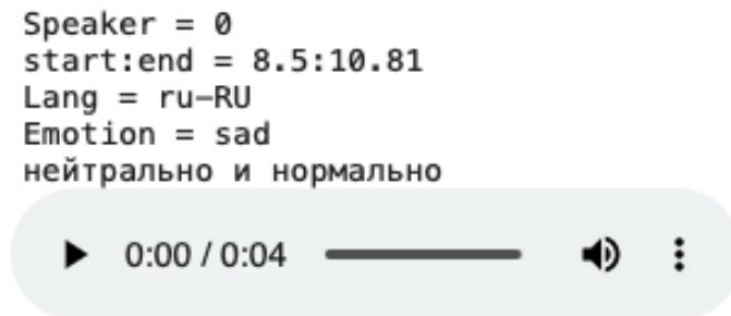 Speaker = 0
start:end = 8.5:10.81
Lang = ru-RU
Emotion = sad
нейтрально и нормально
0:00 / 0:04